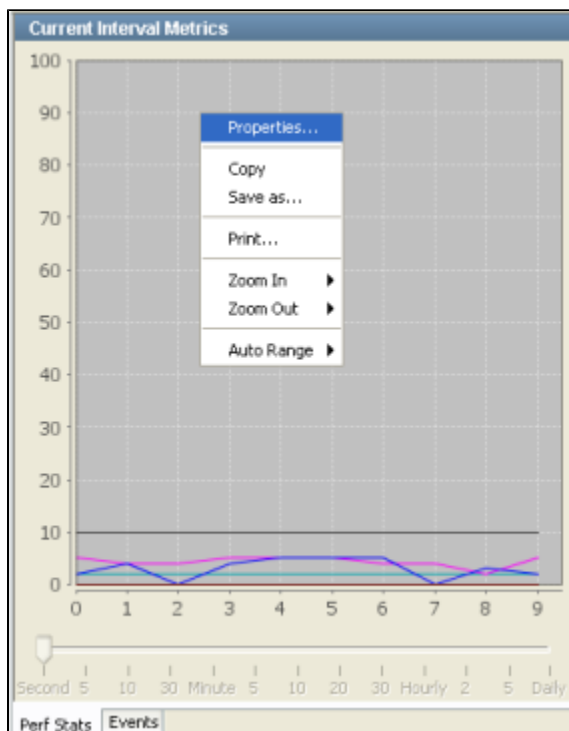 Current Interval Metrics
100
90
80
70
60
50
40
30
20
10
0
Properties...
Copy
Save as...
Print...
Zoom In
Zoom Out
Auto Range
0 1 2 3 4 5 6 7 8 9
Second 5 10 30 Minute 5 10 20 30 Hourly 2 5 Daily
Perf Stats Events